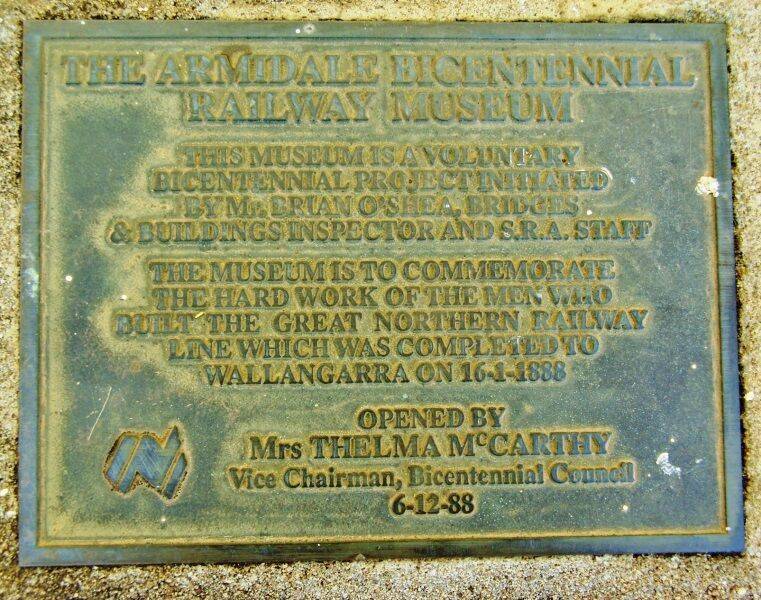 THE ARMIDALE BICENTENNIAL
RAILWAY MUSEUM
THIS MUSEUM IS A VOLUNTARY
BICENTENNIAL PROJECT INITIATED
BY Mr. BRIAN O'SHEA, BRIDGES
& BUILDINGS INSPECTOR AND S.R.A. STAFF
THE MUSEUM IS TO COMMEMORATE
THE HARD WORK OF THE MEN WHO
BUILT THE GREAT NORTHERN RAILWAY
LINE WHICH WAS COMPLETED TO
WALLANGARRA ON 16-1-1888
OPENED BY
Mrs THELMA McCARTHY
Vice Chairman, Bicentennial Council
6-12-88